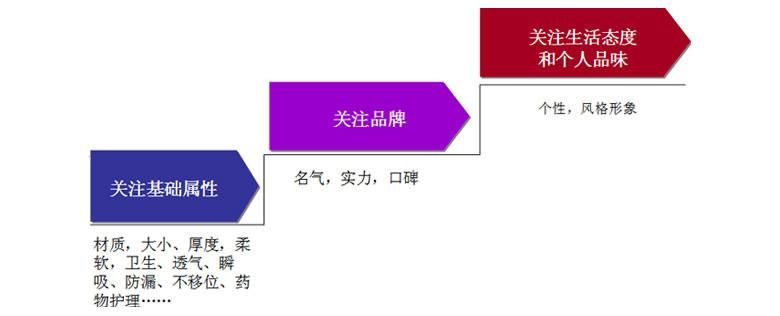 关注生活态度
和个人品味
个性，风格形象
关注品牌
名气，实力，口碑
关注基础属性
材质，大小、厚度，柔
软，卫生、透气、瞬
吸、防漏、不移位、药
物护理……